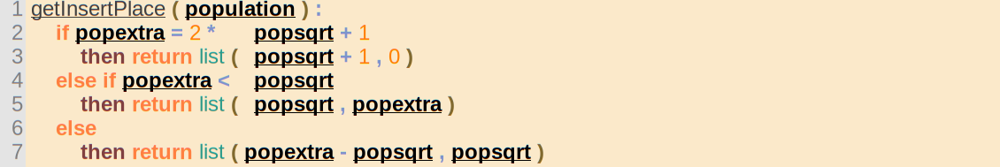 1 getInsertPlace ( population ) :
2 if popextra = 2 * popsqrt + 1
3 then return list ( popsqrt + 1 , 0 )
4 else if popextra < popsqrt
5 then return list ( popsqrt , popextra )
6 else
7 then return list ( popextra - popsqrt , popsqrt )